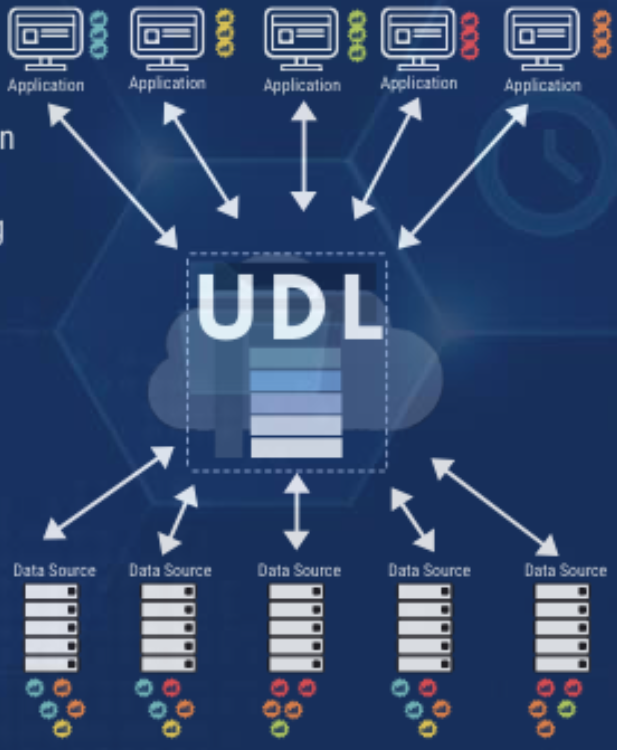 Application
Application
Application
Application
Application
n
g
UDL
Data Source
Data Source
Data Source
Data Source
Data Source